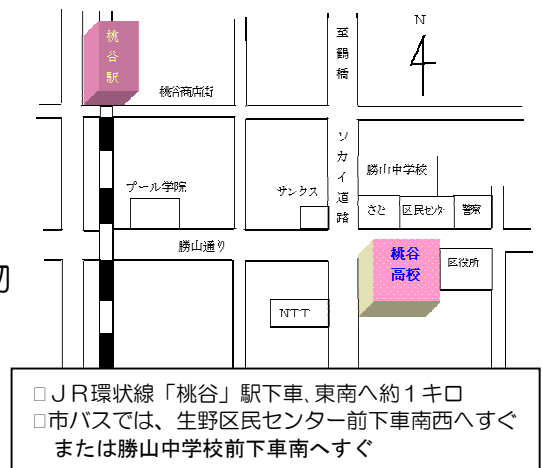 桃谷駅
桃谷商店街
至鶴橋
N
ソカイ道路
勝山中学校
プール学院
サンクス
さと
区民センター
警察
勝山通り
桃谷
高校
区役所
NTT
□ＪＲ環状線「桃谷」駅下車､東南へ約１キロ
□市バスでは、生野区民センター前下車南西へすぐ
または勝山中学校前下車南へすぐ